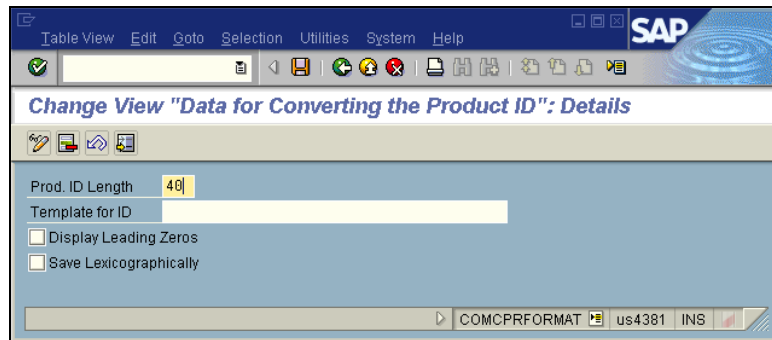 Table View Edit Goto Selection Utilities System Help
SAP
Change View "Data for Converting the Product ID": Details
Prod. ID Length 40
Template for ID
Display Leading Zeros
Save Lexicographically
COMCPRFORMAT us4381 INS